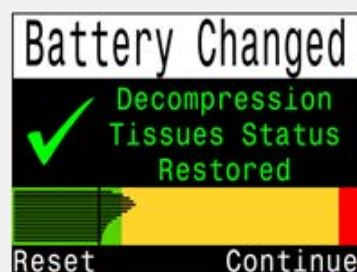 Battery Changed
Decompression
Tissues Status
Restored
Reset Continue